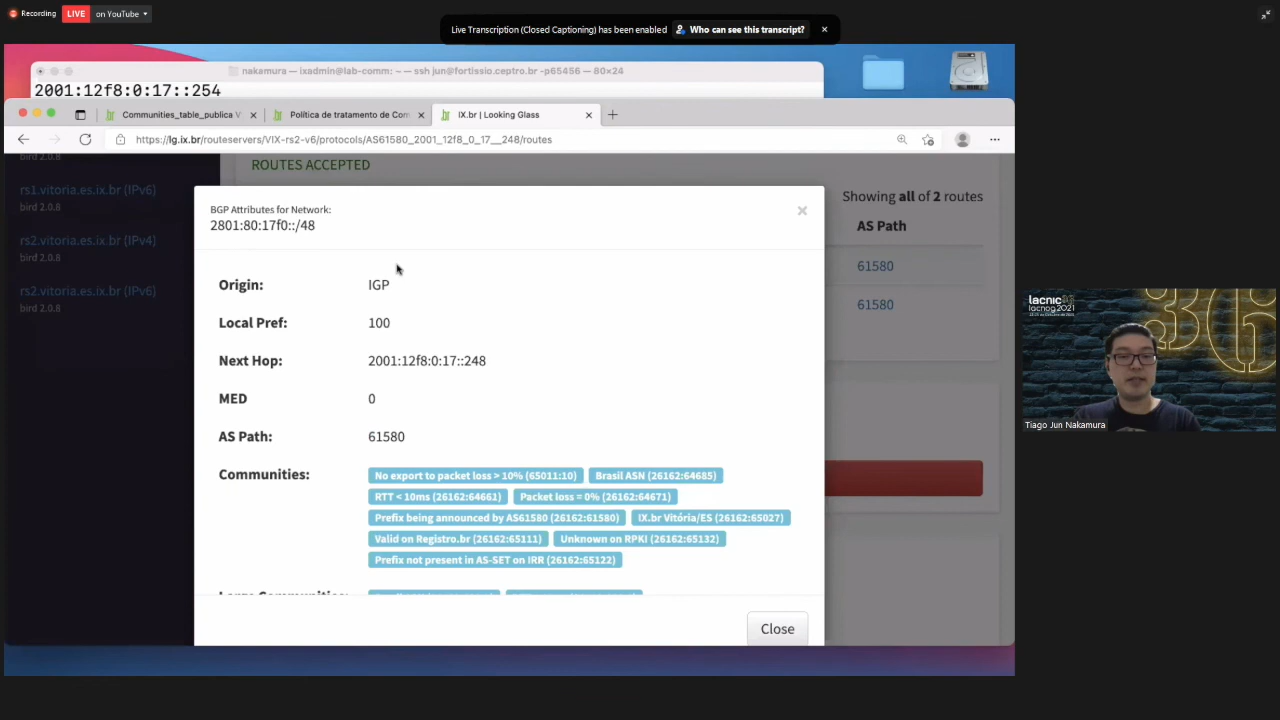 Recording
LIVE on YouTube
Live Transcription (Closed Captioning) has been enabled Who can see this transcript?
nakamura — ixadmin@lab-comm: ~ — ssh jun@fortissio.ceptro.br -p65456 — 80×24
2001:12f8:0:17::254
Communities_table_publica V
Política de tratamento de Com
IX.br | Looking Glass
https://lg.ix.br/routeservers/VIX-rs2-v6/protocols/AS61580_2001_12f8_0_17__248/routes
bird 2.0.8
rs1.vitoria.es.ix.br (IPv6)
bird 2.0.8
rs2.vitoria.es.ix.br (IPv4)
bird 2.0.8
rs2.vitoria.es.ix.br (IPv6)
bird 2.0.8
ROUTES ACCEPTED
Showing all of 2 routes
AS Path
61580
61580
BGP Attributes for Network:
2801:80:17f0::/48
Origin: IGP
Local Pref: 100
Next Hop: 2001:12f8:0:17::248
MED 0
AS Path: 61580
Communities: No export to packet loss > 10% (65011:10) Brasil ASN (26162:64685)
RTT < 10ms (26162:64661) Packet loss = 0% (26162:64671)
Prefix being announced by AS61580 (26162:61580) IX.br Vitória/ES (26162:65027)
Valid on Registro.br (26162:65111) Unknown on RPKI (26162:65132)
Prefix not present in AS-SET on IRR (26162:65122)
Large Communities:
Close
lacnic 36
lacnog2021
Tiago Jun Nakamura